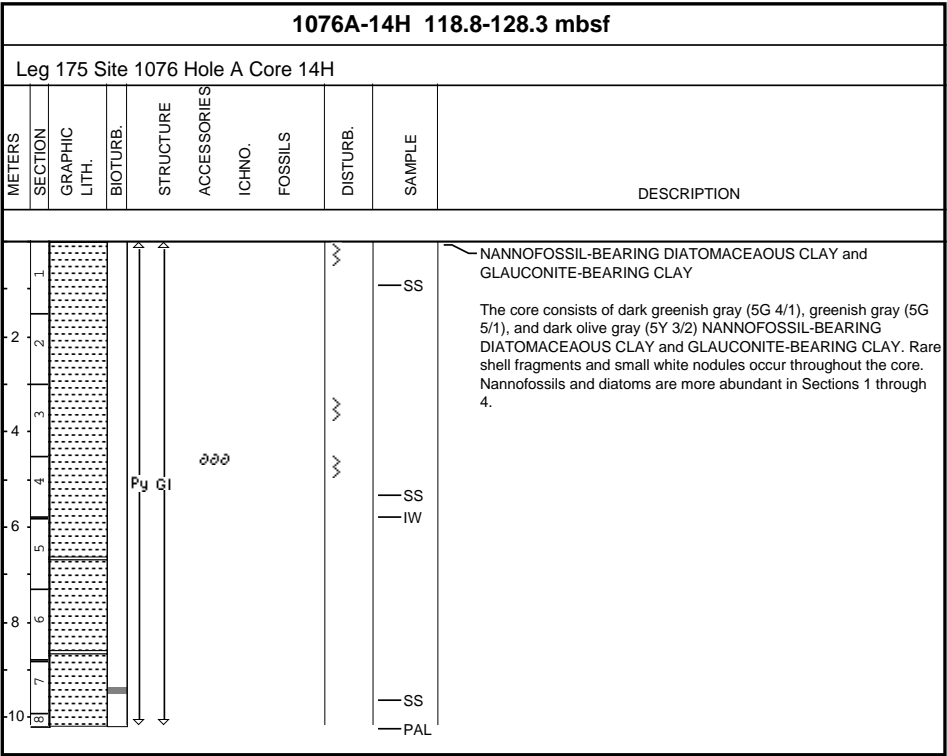 1076A-14H 118.8-128.3 mbsf
Leg 175 Site 1076 Hole A Core 14H
METERS
SECTION
GRAPHIC
LITH.
BIOTURB.
STRUCTURE
ACCESSORIES
ICHNO.
FOSSILS
DISTURB.
SAMPLE
DESCRIPTION
NANNOFOSSIL-BEARING DIATOMACEAOUS CLAY and
GLAUCONITE-BEARING CLAY
The core consists of dark greenish gray (5G 4/1), greenish gray (5G
5/1), and dark olive gray (5Y 3/2) NANNOFOSSIL-BEARING
DIATOMACEAOUS CLAY and GLAUCONITE-BEARING CLAY. Rare
shell fragments and small white nodules occur throughout the core.
Nannofossils and diatoms are more abundant in Sections 1 through
4.
1
SS
2
2
3
4
4
Py Gl
SS
IW
6
5
8
6
7
SS
10
8
PAL